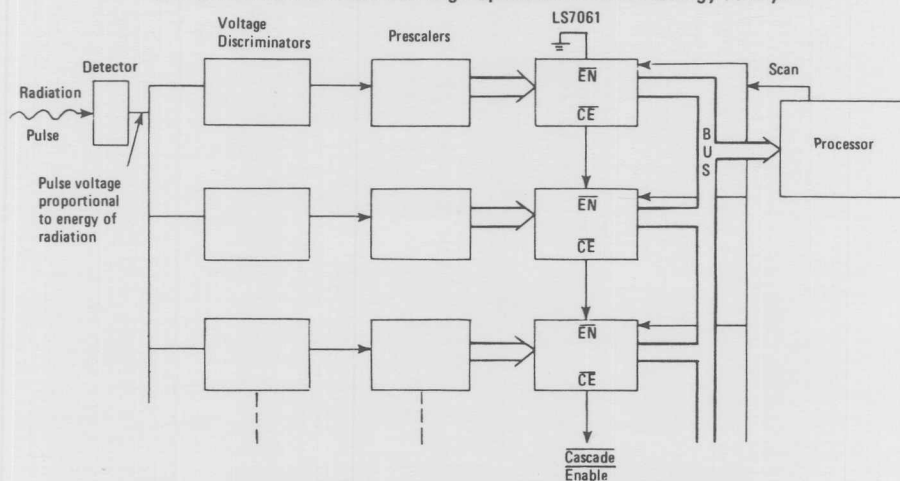 LS7061
Voltage
Discriminators
Prescalers
Detector
Radiation
Pulse
Pulse voltage
proportional
to energy of
radiation
EN
CE
EN
CE
EN
CE
Cascade
Enable
BUS
Scan
Processor